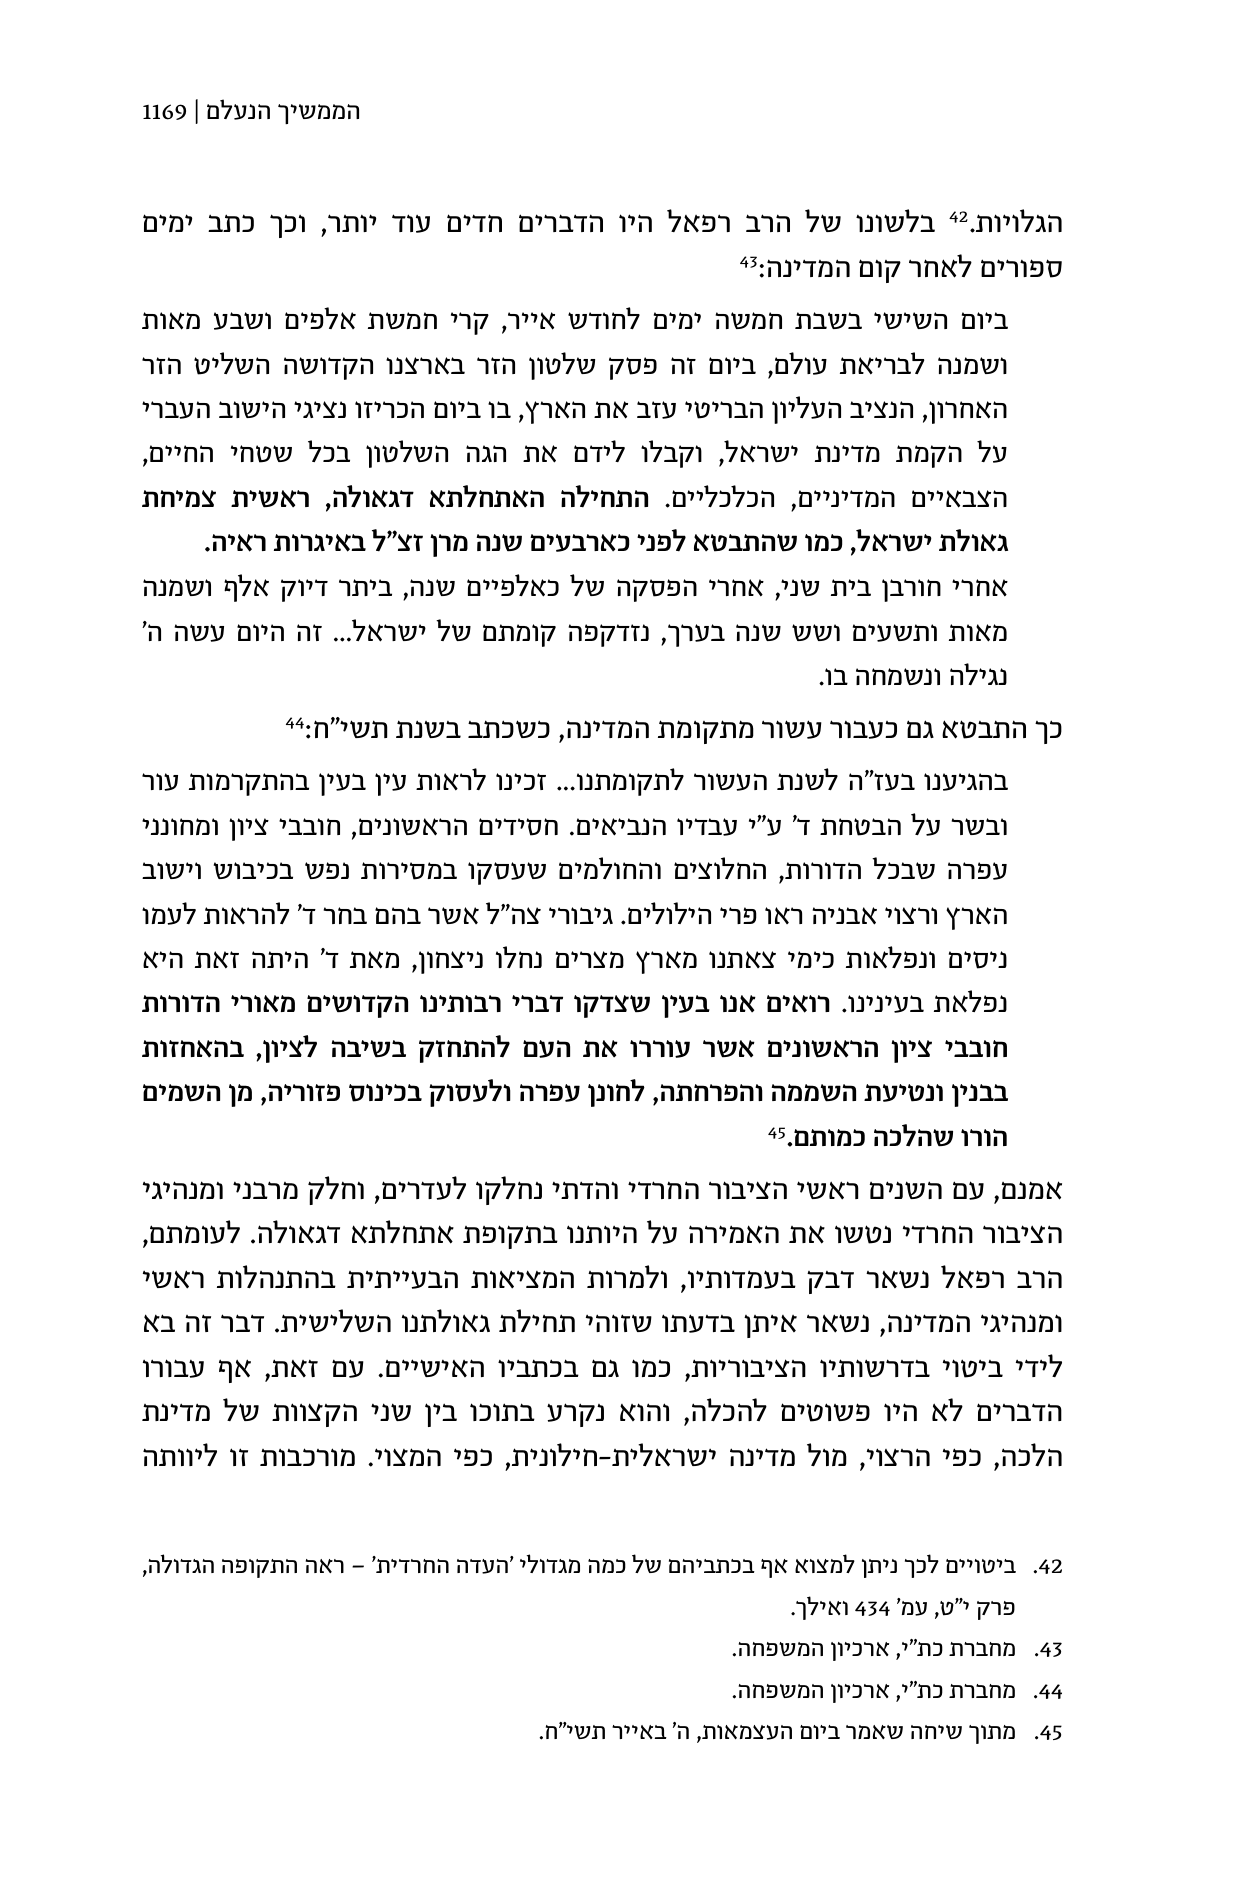 הממשיך הנעלם | 1169
הגלויות.42 בלשונו של הרב רפאל היו הדברים חדים עוד יותר, וכך כתב ימים
ספורים לאחר קום המדינה:43
ביום השישי בשבת חמשה ימים לחודש אייר, קרי חמשת אלפים ושבע מאות
ושמנה לבריאת עולם, ביום זה פסק שלטון הזר בארצנו הקדושה השליט הזר
האחרון, הנציב העליון הבריטי עזב את הארץ, בו ביום הכריזו נציגי הישוב העברי
על הקמת מדינת ישראל, וקבלו לידם את הגה השלטון בכל שטחי החיים,
הצבאיים המדיניים, הכלכליים. התחילה האתחלתא דגאולה, ראשית צמיחת
גאולת ישראל, כמו שהתבטא לפני כארבעים שנה מרן זצ"ל באיגרות ראיה.
אחרי חורבן בית שני, אחרי הפסקה של כאלפיים שנה, ביתר דיוק אלף ושמנה
מאות ותשעים ושש שנה בערך, נזדקפה קומתם של ישראל... זה היום עשה ה'
נגילה ונשמחה בו.
כך התבטא גם כעבור עשור מתקומת המדינה, כשכתב בשנת תשי"ח:44
בהגיענו בעז"ה לשנת העשור לתקומתנו... זכינו לראות עין בעין בהתקרמות עור
ובשר על הבטחת ד' ע"י עבדיו הנביאים. חסידים הראשונים, חובבי ציון ומחונני
עפרה שבכל הדורות, החלוצים והחולמים שעסקו במסירות נפש בכיבוש וישוב
הארץ ורצוי אבניה ראו פרי הילולים. גיבורי צה"ל אשר בהם בחר ד' להראות לעמו
ניסים ונפלאות כימי צאתנו מארץ מצרים נחלו ניצחון, מאת ד' היתה זאת היא
נפלאת בעינינו. רואים אנו בעין שצדקו דברי רבותינו הקדושים מאורי הדורות
חובבי ציון הראשונים אשר עוררו את העם להתחזק בשיבה לציון, בהאחזות
בבנין ונטיעת השממה והפרחתה, לחונן עפרה ולעסוק בכינוס פזוריה, מן השמים
הורו שהלכה כמותם.45
אמנם, עם השנים ראשי הציבור החרדי והדתי נחלקו לעדרים, וחלק מרבני ומנהיגי
הציבור החרדי נטשו את האמירה על היותנו בתקופת אתחלתא דגאולה. לעומתם,
הרב רפאל נשאר דבק בעמדותיו, ולמרות המציאות הבעייתית בהתנהלות ראשי
ומנהיגי המדינה, נשאר איתן בדעתו שזוהי תחילת גאולתנו השלישית. דבר זה בא
לידי ביטוי בדרשותיו הציבוריות, כמו גם בכתביו האישיים. עם זאת, אף עבורו
הדברים לא היו פשוטים להכלה, והוא נקרע בתוכו בין שני הקצוות של מדינת
הלכה, כפי הרצוי, מול מדינה ישראלית-חילונית, כפי המצוי. מורכבות זו ליוותה
42. ביטויים לכך ניתן למצוא אף בכתביהם של כמה מגדולי 'העדה החרדית' – ראה התקופה הגדולה,
פרק י"ט, עמ' 434 ואילך.
43. מחברת כת"י, ארכיון המשפחה.
44. מחברת כת"י, ארכיון המשפחה.
45. מתוך שיחה שאמר ביום העצמאות, ה' באייר תשי"ח.